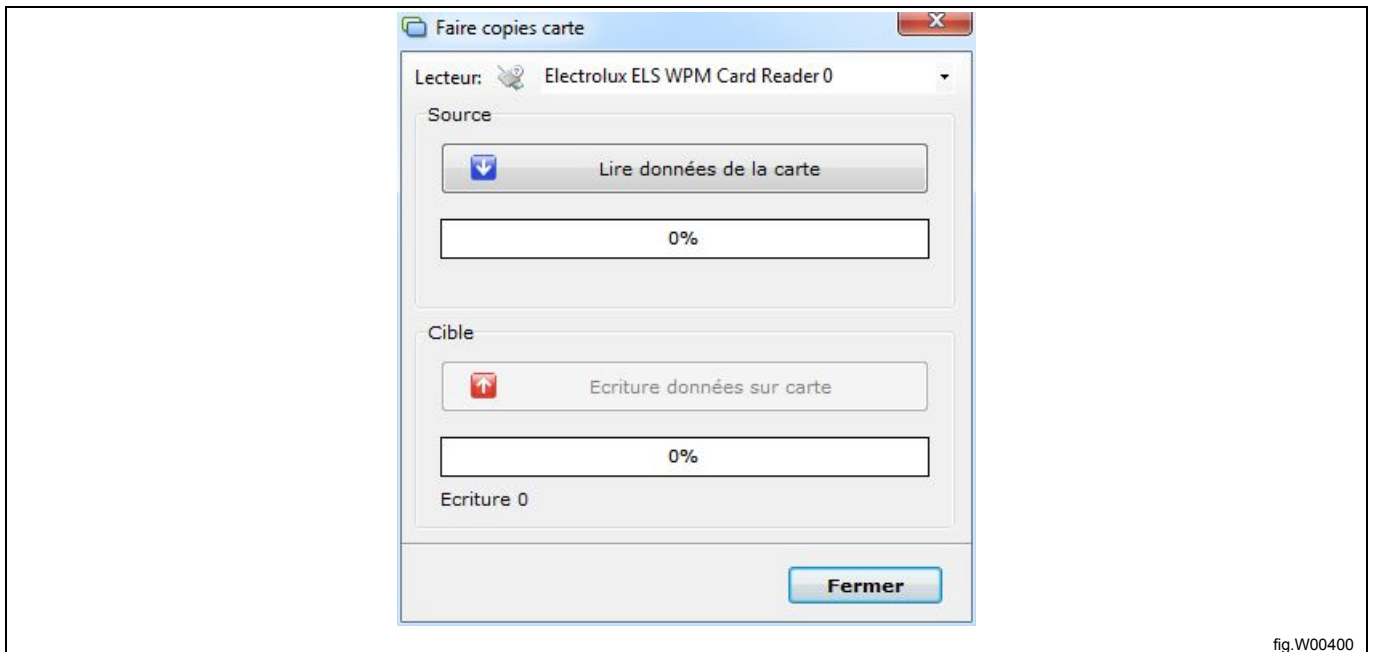 Faire copies carte
Lecteur: Electrolux ELS WPM Card Reader 0
Source
Lire données de la carte
0%
Cible
Ecriture données sur carte
0%
Ecriture 0
Fermer
fig.W00400